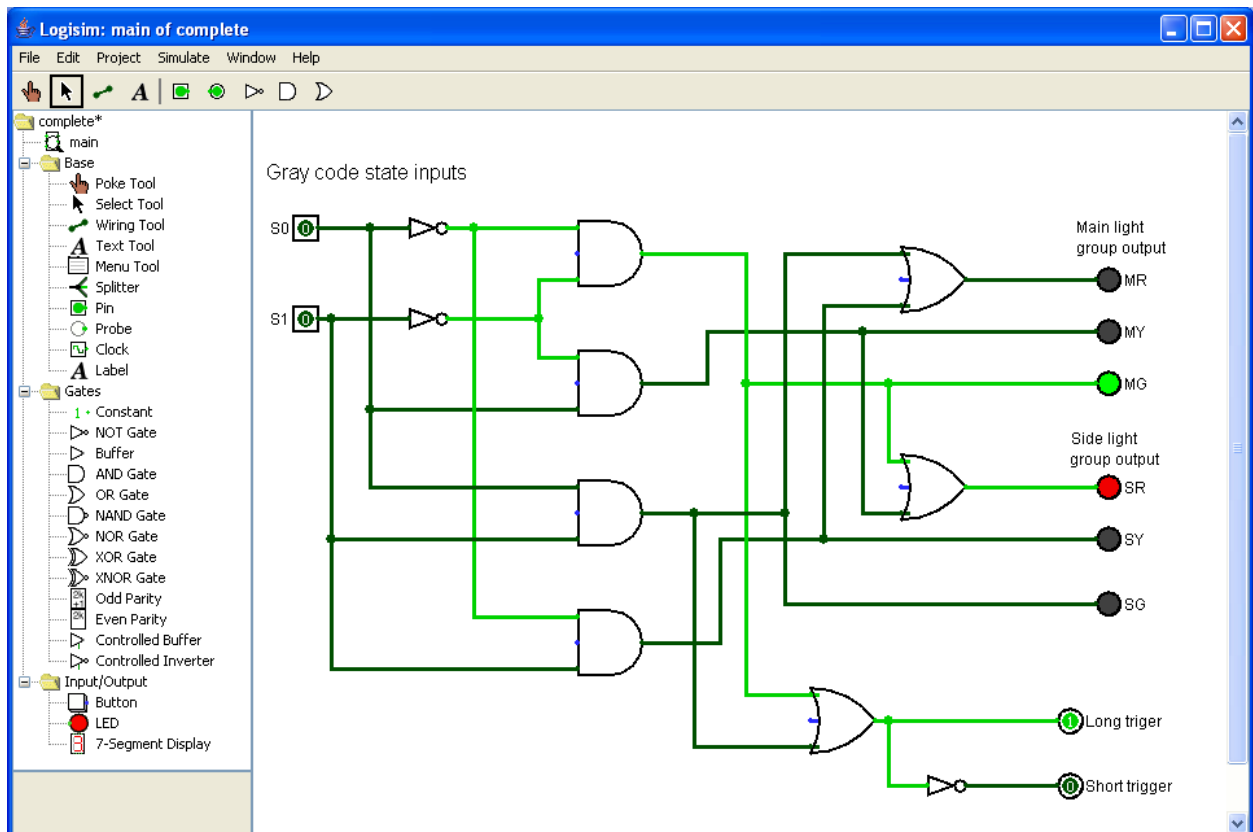 Logisim: main of complete
File Edit Project Simulate Window Help
A
complete*
main
Base
Poke Tool
Select Tool
Wiring Tool
A Text Tool
Menu Tool
Splitter
Pin
Probe
Clock
A Label
Gates
1 Constant
NOT Gate
Buffer
AND Gate
OR Gate
NAND Gate
NOR Gate
XOR Gate
XNOR Gate
2k+1 Odd Parity
2k Even Parity
Controlled Buffer
Controlled Inverter
Input/Output
Button
LED
7-Segment Display
Gray code state inputs
S0 0
S1 0
Main light
group output
MR
MY
MG
Side light
group output
SR
SY
SG
1 Long triger
0 Short trigger